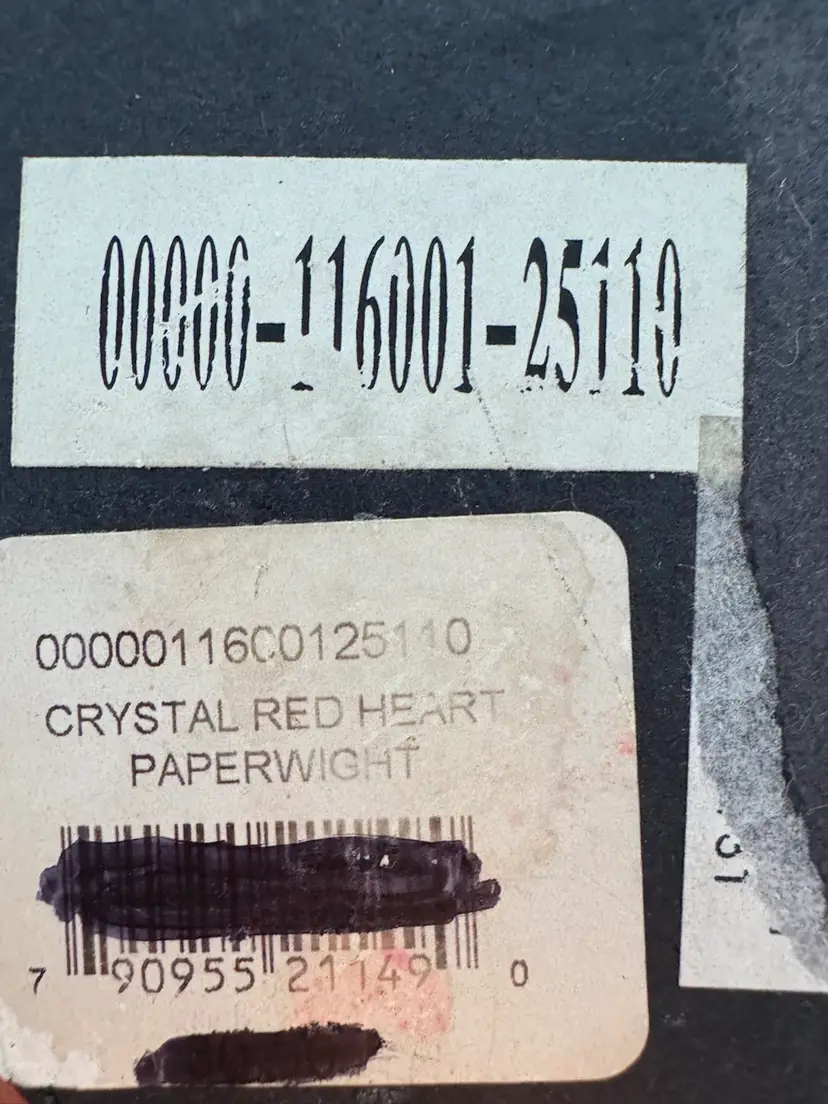 00000-116001-25110
0000011600125110
CRYSTAL RED HEART
PAPERWIGHT
7 90955 21149 0